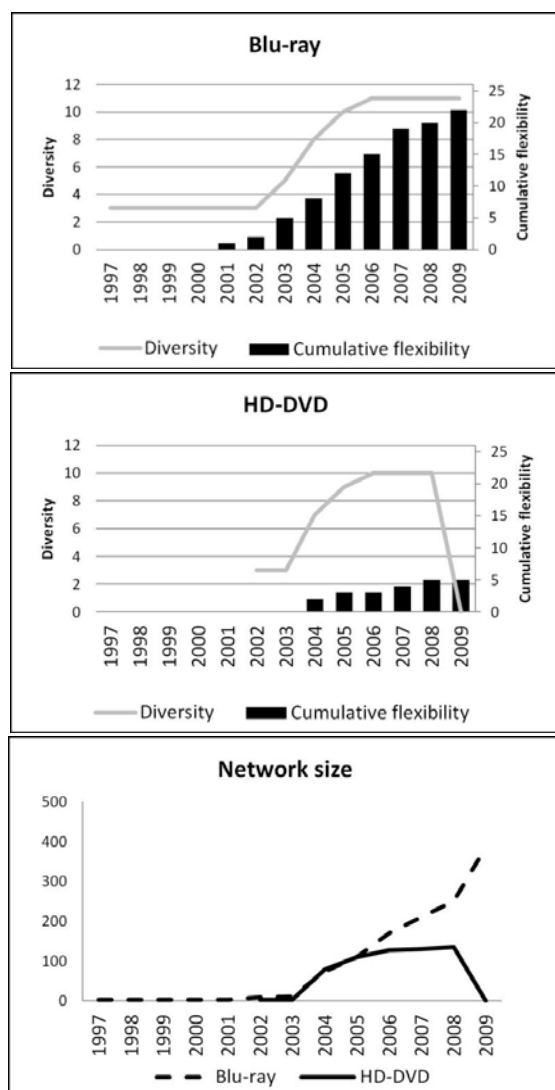 Blu-ray
Diversity
12
10
8
6
4
2
0
25
20
15
10
5
0
Cumulative flexibility
1997 1998 1999 2000 2001 2002 2003 2004 2005 2006 2007 2008 2009
Diversity Cumulative flexibility
HD-DVD
Diversity
12
10
8
6
4
2
0
25
20
15
10
5
0
Cumulative flexibility
1997 1998 1999 2000 2001 2002 2003 2004 2005 2006 2007 2008 2009
Diversity Cumulative flexibility
Network size
500
400
300
200
100
0
1997 1998 1999 2000 2001 2002 2003 2004 2005 2006 2007 2008 2009
Blu-ray HD-DVD